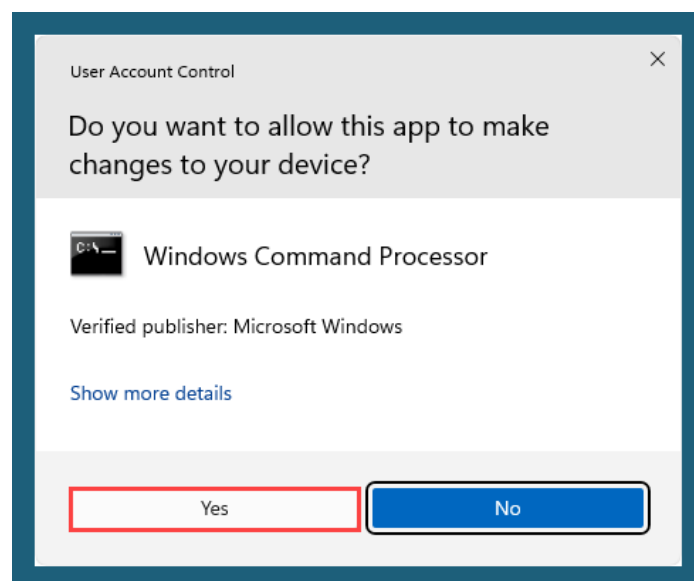 User Account Control
Do you want to allow this app to make
changes to your device?
C:\_
Windows Command Processor
Verified publisher: Microsoft Windows
Show more details
Yes
No